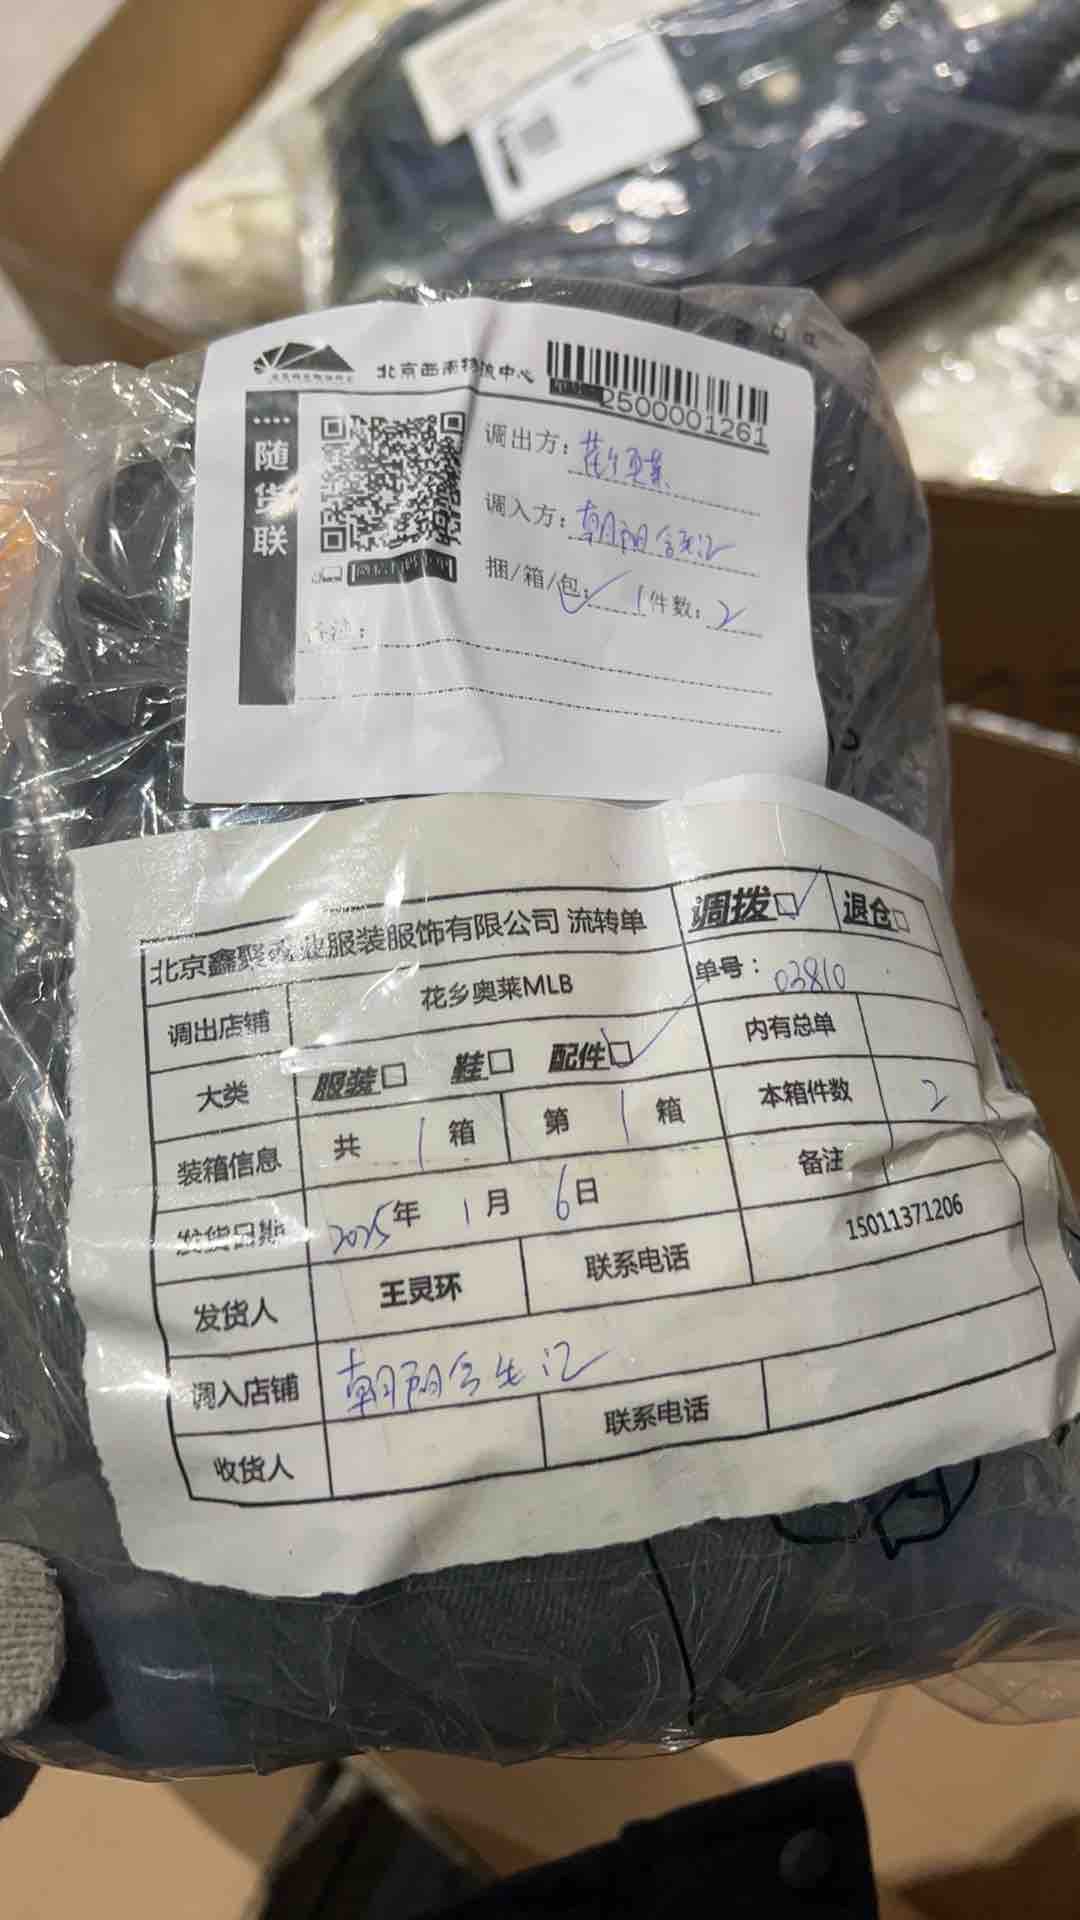 北京西南物流中心
2500001261
随货联
调出方：花乡奥莱
调入方：朝阳合生汇
捆/箱/包：✓ 1 件数：2
备注：
北京鑫聚 服装服饰有限公司 流转单 调拨☑ 退仓☐
调出店铺 花乡奥莱MLB 单号：03810
大类 服装☐ 鞋☐ 配件☑ 内有总单
装箱信息 共 1 箱 第 1 箱 本箱件数 2
发货日期 2025年 1月 6日 备注
发货人 王灵环 联系电话 15011371206
调入店铺 朝阳合生汇
收货人 联系电话